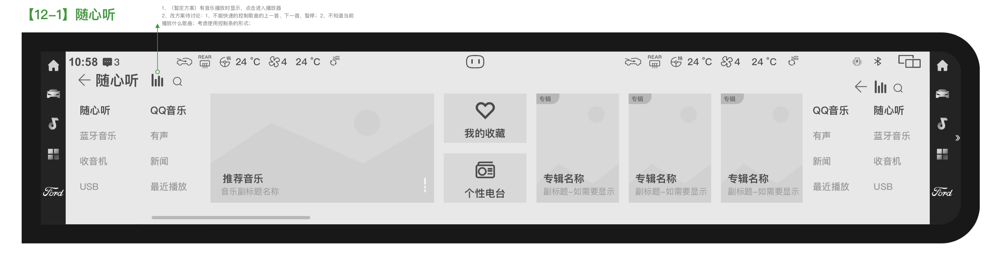 【12-1】随心听
1、（暂定方案）有音乐播放时显示，点击进入播放器
2、改方案待讨论：1、不能快速的控制歌曲的上一首、下一首、暂停；2、不知道当前
播放什么歌曲；考虑使用控制条的形式；
10:58 3 REAR 24 °C 4 24 °C REAR 24 °C 4 24 °C
随心听
随心听 QQ音乐
蓝牙音乐 有声
收音机 新闻
USB 最近播放
Ford
推荐音乐
音乐副标题名称
我的收藏
个性电台
专辑
专辑名称
副标题-如需要显示
专辑
专辑名称
副标题-如需要显示
专辑
专辑名称
副标题-如需要显示
QQ音乐 随心听
有声 蓝牙音乐
新闻 收音机
最近播放 USB
Ford